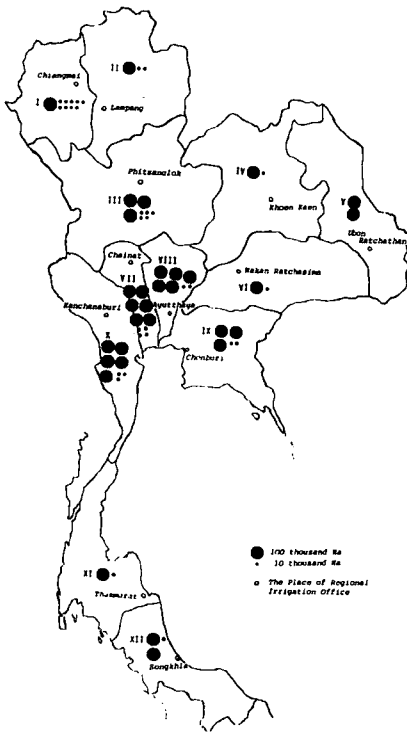 Chiangmai
II
I
Lampang
Phitsanulok
III
IV
Khoen Kaen
V
Ubon
Ratchathani
Chainat
VIII
VII
Nakan Ratchasima
VI
Kanchanaburi
Ayutthaya
X
IX
Chonburi
100 thousand Ha
10 thousand Ha
The Place of Regional
Irrigation Office
XI
XII
Songkhla